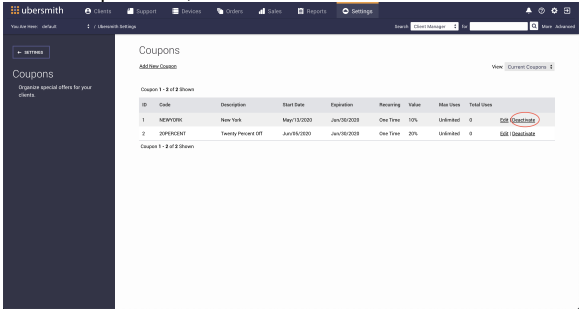 ubersmith Clients Support Devices Orders Sales Reports Settings
You Are Here: default / Ubersmith Settings Search Client Manager for More Advanced
← SETTINGS
Coupons
Organize special offers for your
clients.
Coupons
Add New Coupon View: Current Coupons
Coupon 1 - 2 of 2 Shown
ID Code Description Start Date Expiration Recurring Value Max Uses Total Uses
1 NEWYORK New York May/13/2020 Jun/30/2020 One Time 10% Unlimited 0 Edit | Deactivate
2 20PERCENT Twenty Percent Off Jun/05/2020 Jun/30/2020 One Time 20% Unlimited 0 Edit | Deactivate
Coupon 1 - 2 of 2 Shown